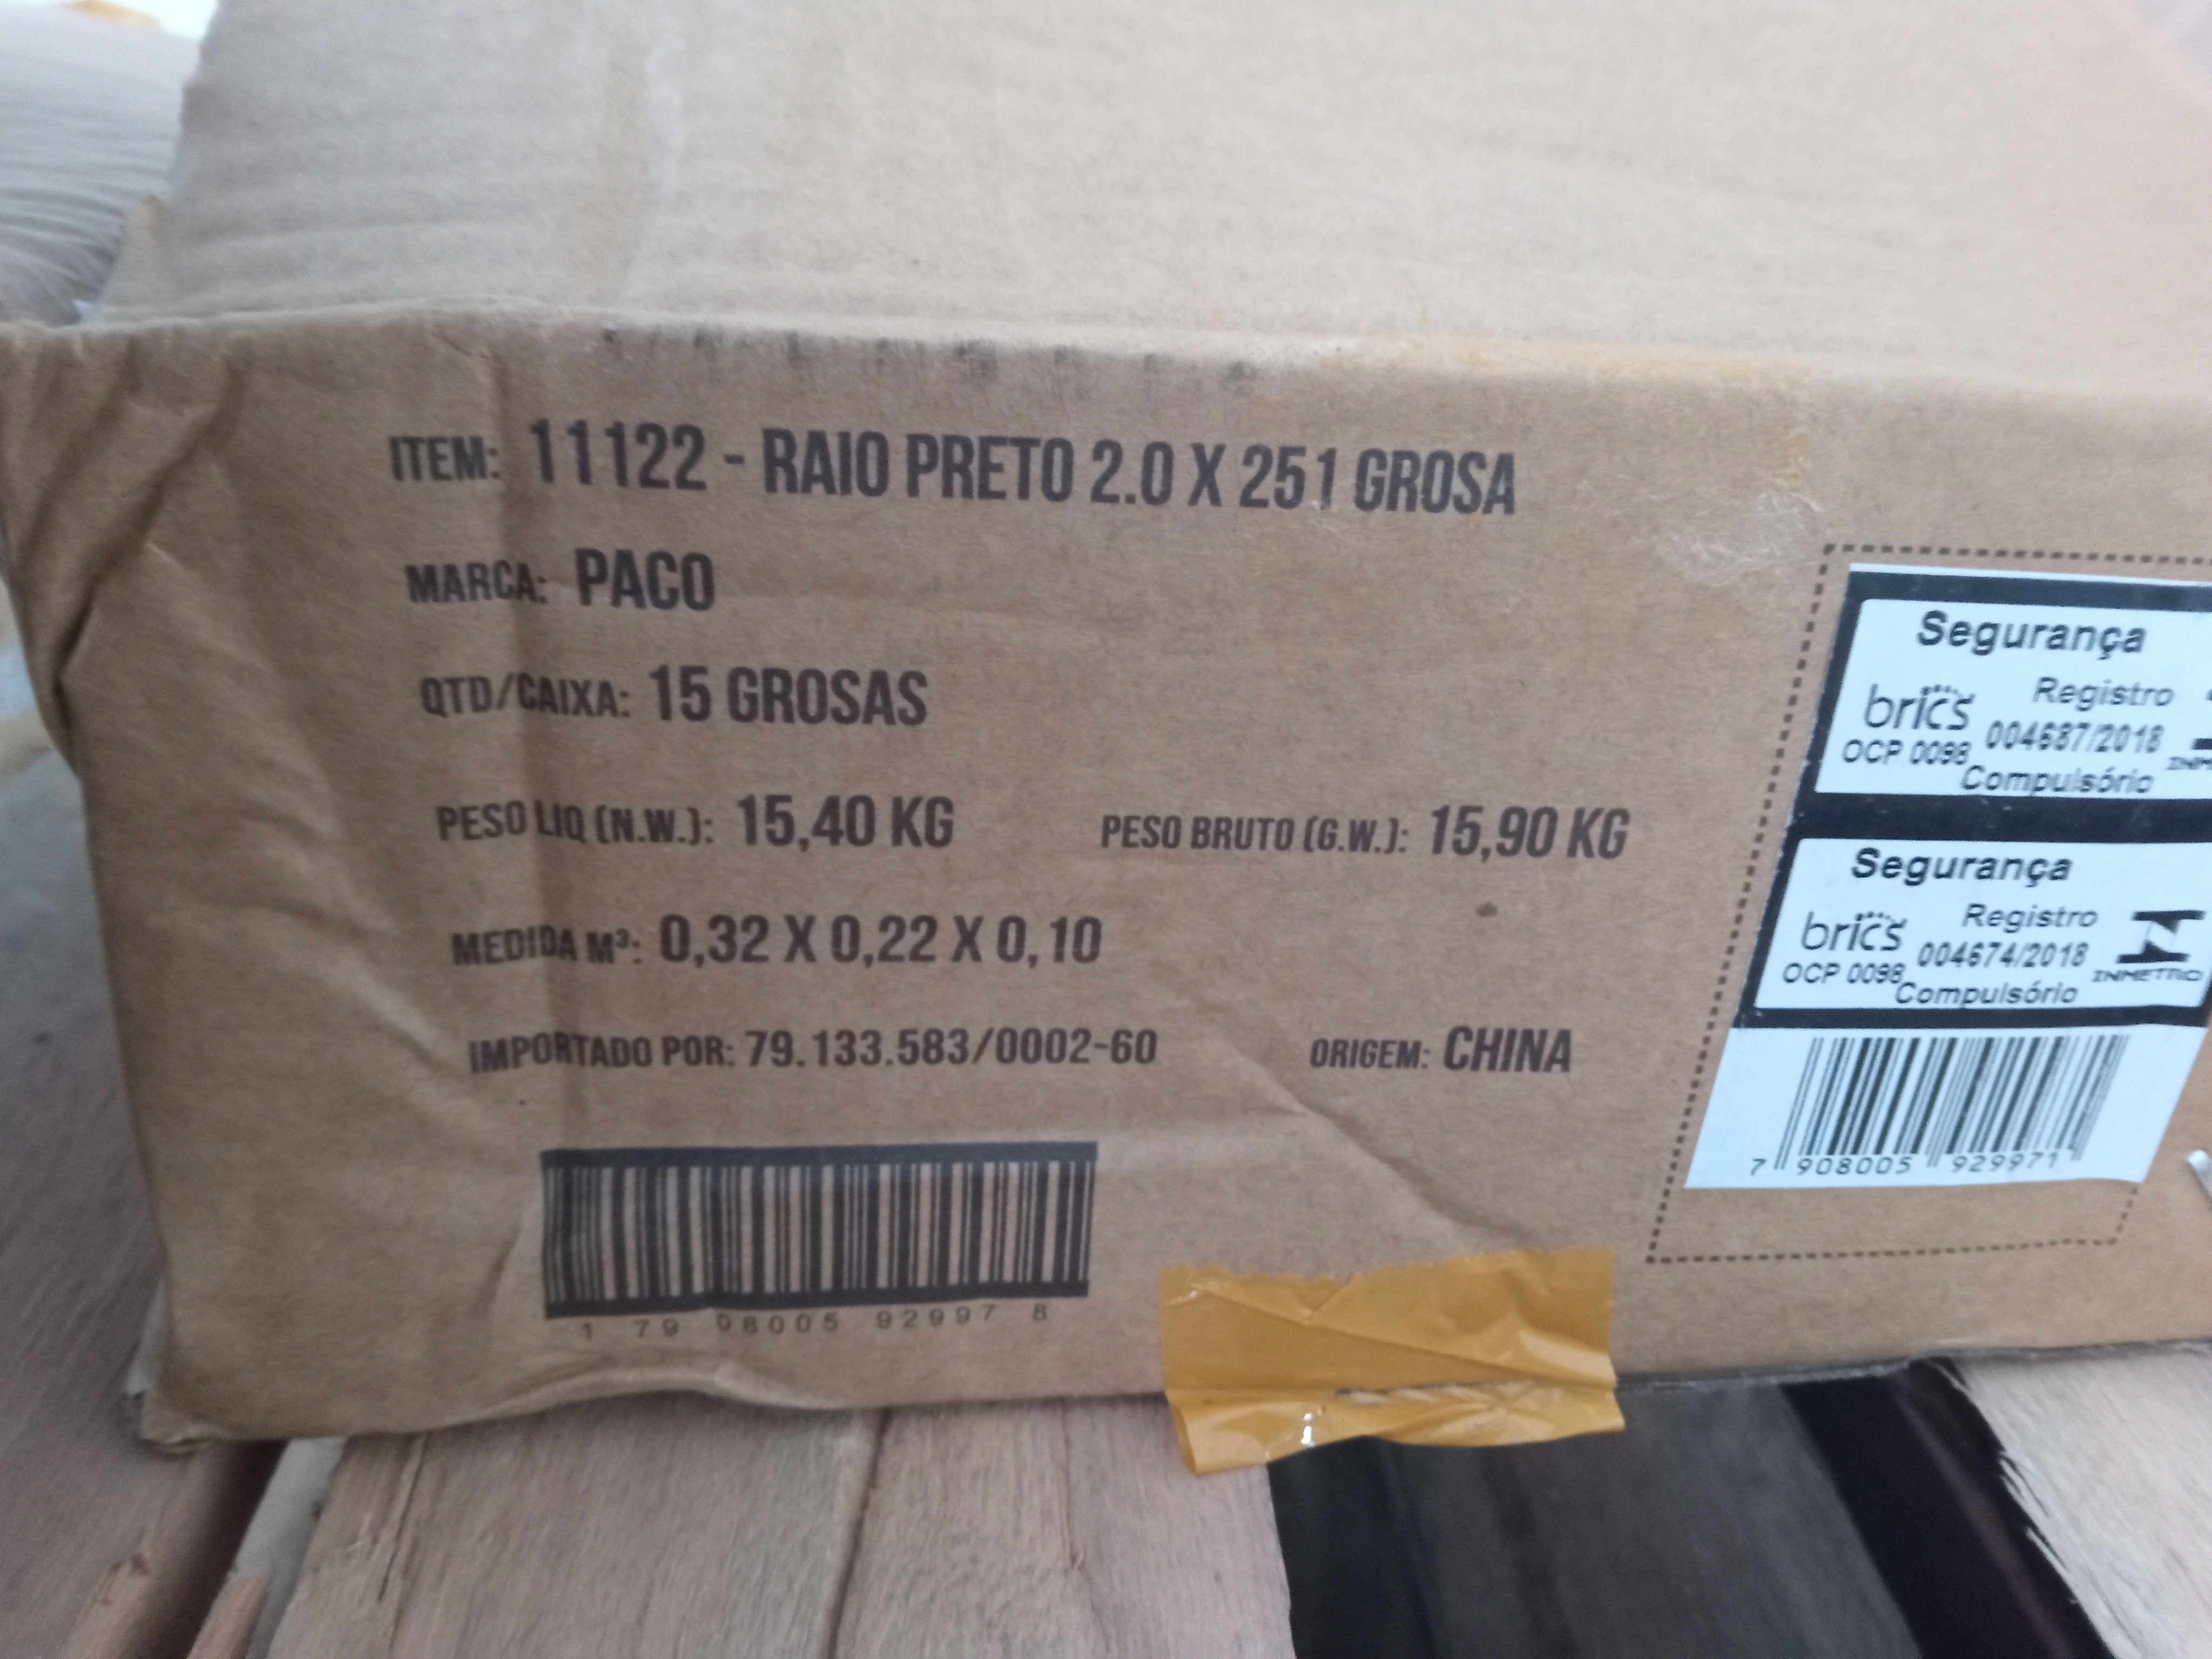 ITEM: 11122 - RAIO PRETO 2.0 X 251 GROSA
MARCA: PACO
QTD/CAIXA: 15 GROSAS
PESO LIQ (N.W.): 15,40 KG PESO BRUTO (G.W.): 15,90 KG
MEDIDA M³: 0,32 X 0,22 X 0,10
IMPORTADO POR: 79.133.583/0002-60 ORIGEM: CHINA
1 79 08005 92997 8
Segurança
brics Registro
OCP 0098 004687/2018
Compulsório
Segurança
brics Registro
OCP 0098 004674/2018 INMETRO
Compulsório
7 908005 929971